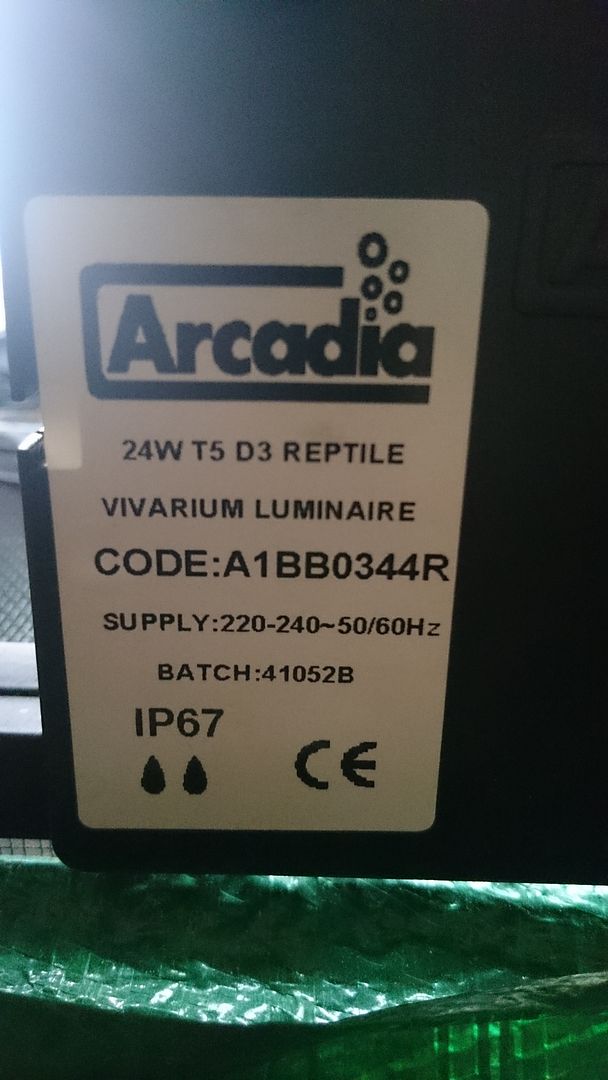 Arcadia
24W T5 D3 REPTILE
VIVARIUM LUMINAIRE
CODE:A1BB0344R
SUPPLY:220-240~50/60Hz
BATCH:41052B
IP67
CE